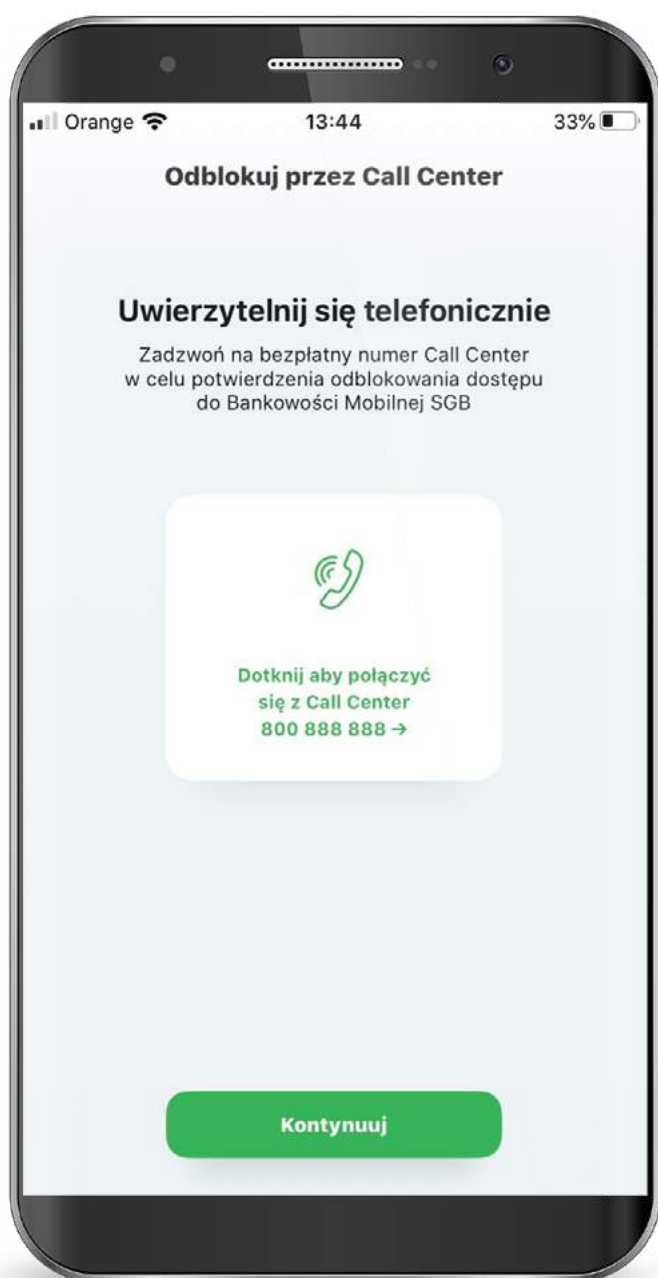 Orange 13:44 33%
Odblokuj przez Call Center
Uwierzytelnij się telefonicznie
Zadzwoń na bezpłatny numer Call Center
w celu potwierdzenia odblokowania dostępu
do Bankowości Mobilnej SGB
Dotknij aby połączyć
się z Call Center
800 888 888 →
Kontynuuj